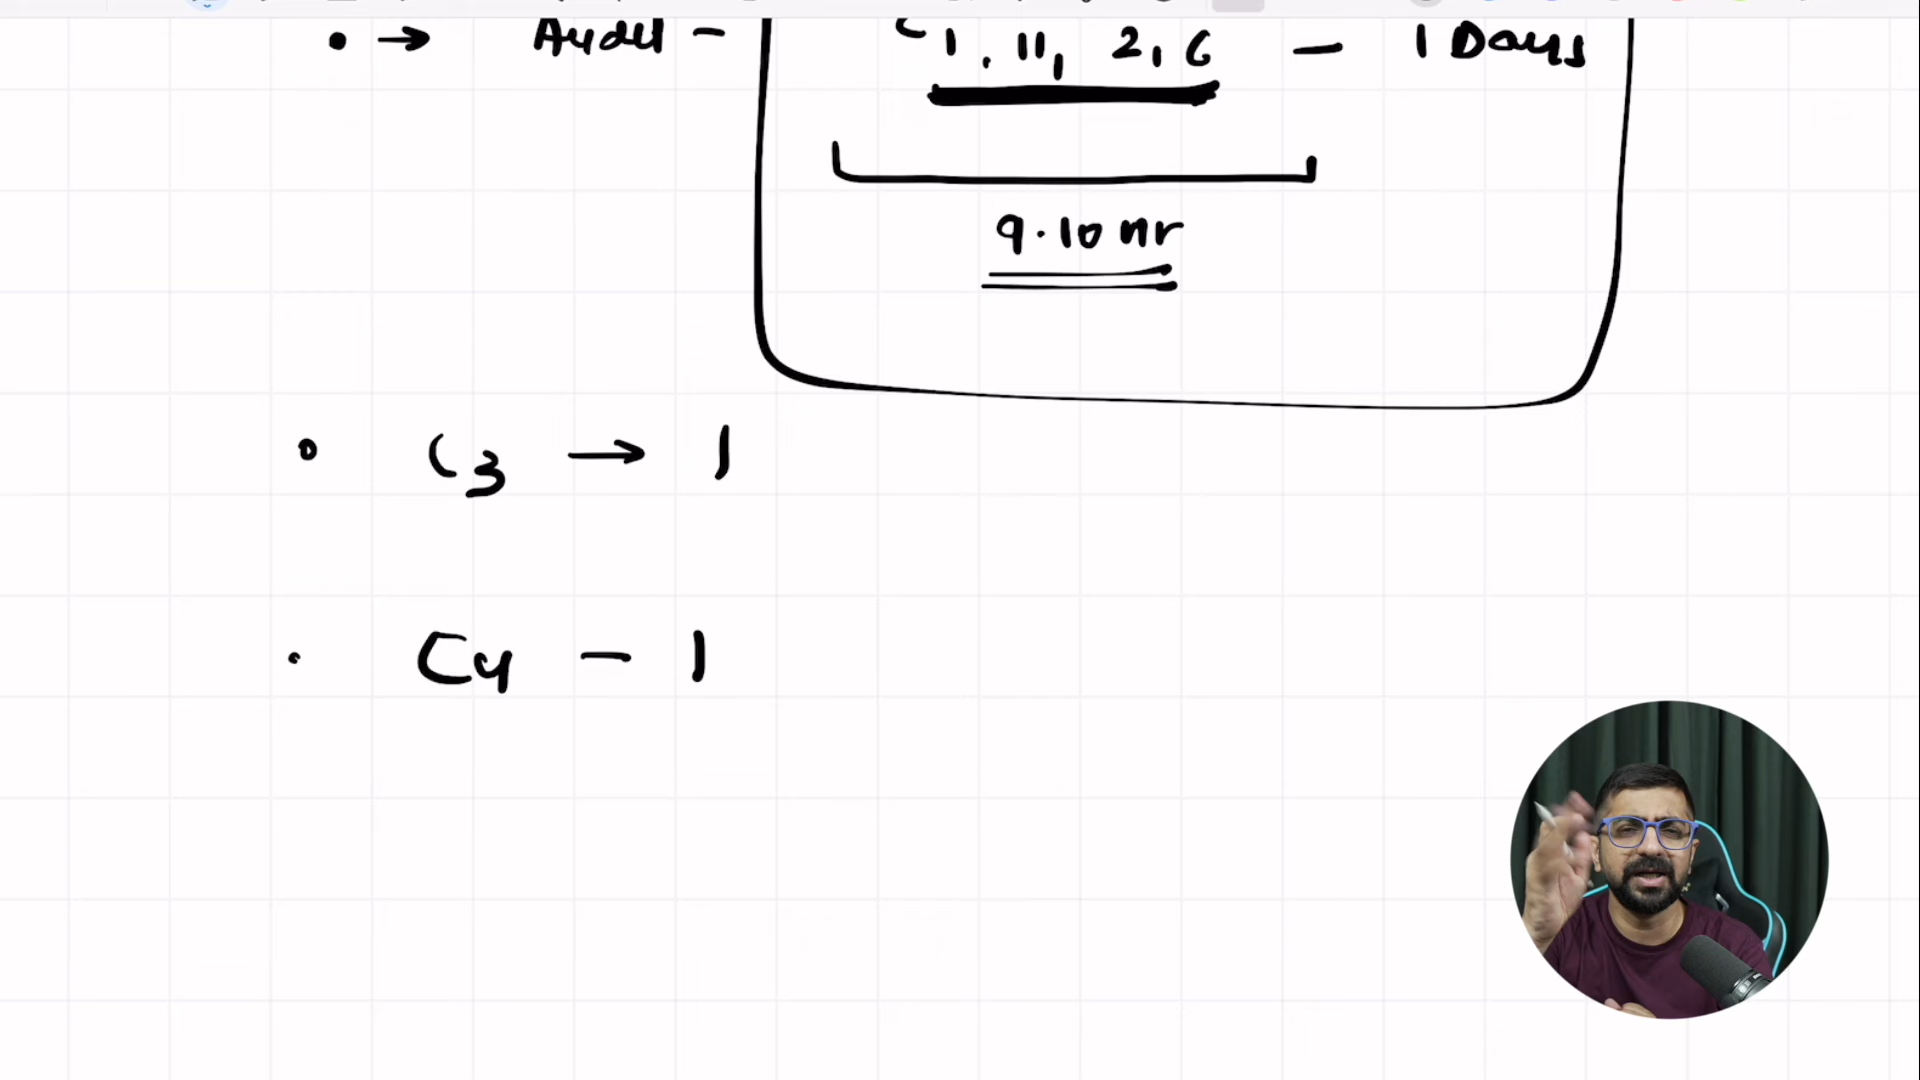 • → Audit - C 1, 11, 2, 6 - 1 Days
9.10 Hr
• C3 → 1
• C4 - 1